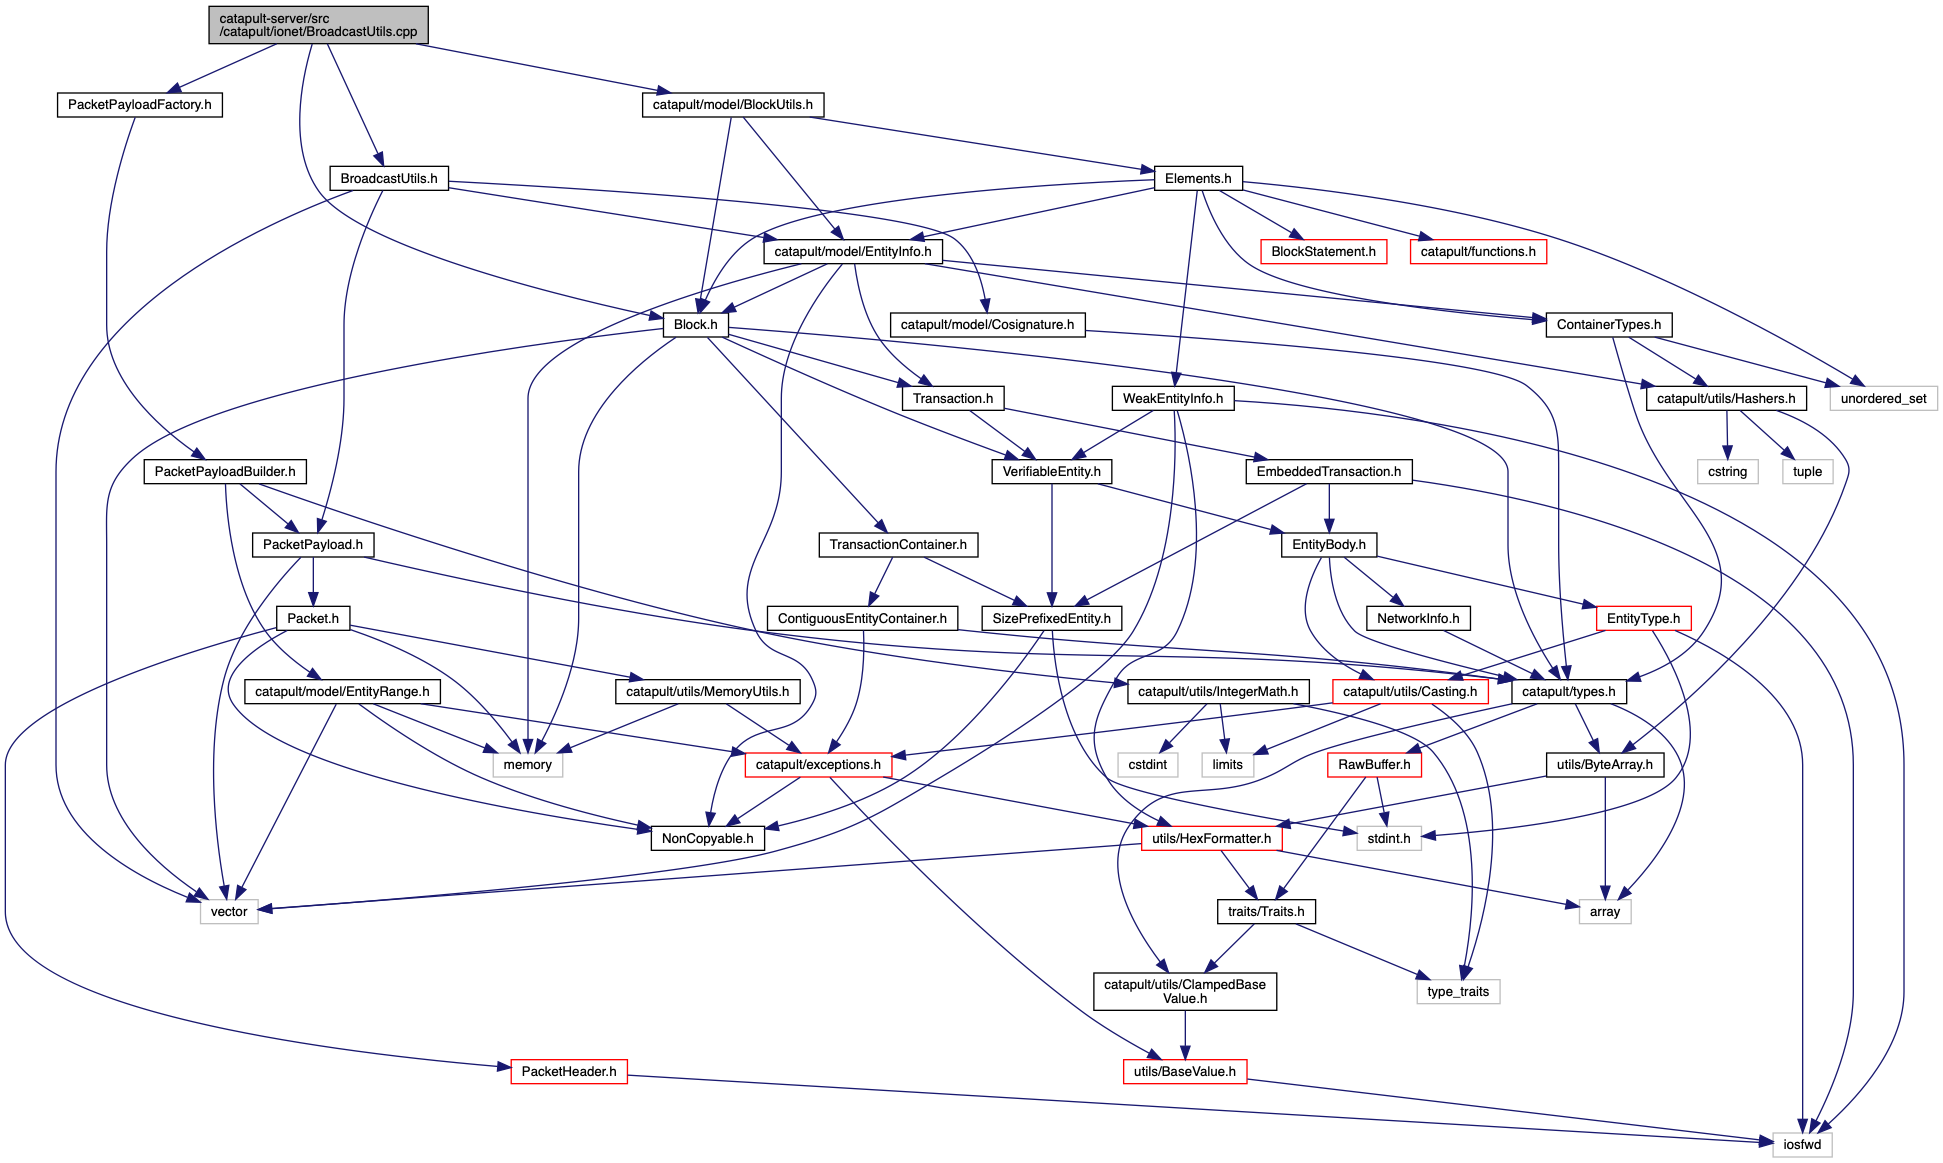 catapult-server/src
/catapult/ionet/BroadcastUtils.cpp
PacketPayloadFactory.h
catapult/model/BlockUtils.h
BroadcastUtils.h
Elements.h
catapult/model/EntityInfo.h
BlockStatement.h
catapult/functions.h
Block.h
catapult/model/Cosignature.h
ContainerTypes.h
Transaction.h
WeakEntityInfo.h
catapult/utils/Hashers.h
unordered_set
PacketPayloadBuilder.h
VerifiableEntity.h
EmbeddedTransaction.h
cstring
tuple
PacketPayload.h
TransactionContainer.h
EntityBody.h
Packet.h
ContiguousEntityContainer.h
SizePrefixedEntity.h
NetworkInfo.h
EntityType.h
catapult/model/EntityRange.h
catapult/utils/MemoryUtils.h
catapult/utils/IntegerMath.h
catapult/utils/Casting.h
catapult/types.h
memory
catapult/exceptions.h
cstdint
limits
RawBuffer.h
utils/ByteArray.h
NonCopyable.h
utils/HexFormatter.h
stdint.h
vector
traits/Traits.h
array
catapult/utils/ClampedBase
Value.h
type_traits
PacketHeader.h
utils/BaseValue.h
iosfwd